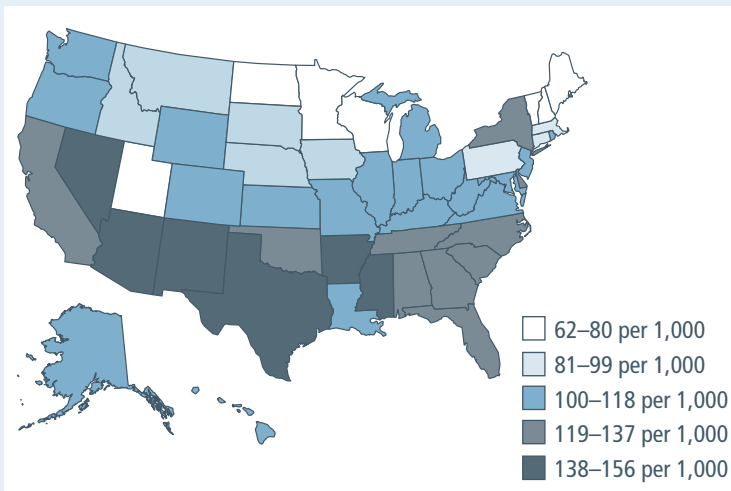 62–80 per 1,000
81–99 per 1,000
100–118 per 1,000
119–137 per 1,000
138–156 per 1,000